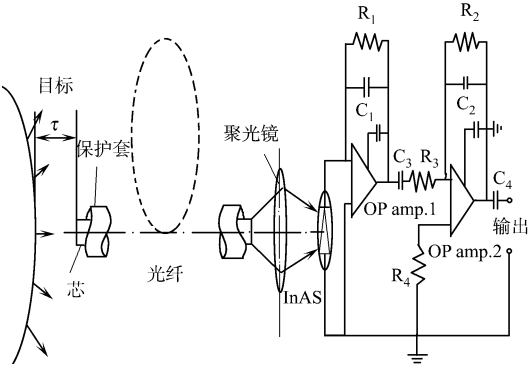 目标
τ
保护套
芯
光纤
聚光镜
InAS
R1
C1
OP amp.1
C3
R3
R2
C2
C4
OP amp.2
R4
输出